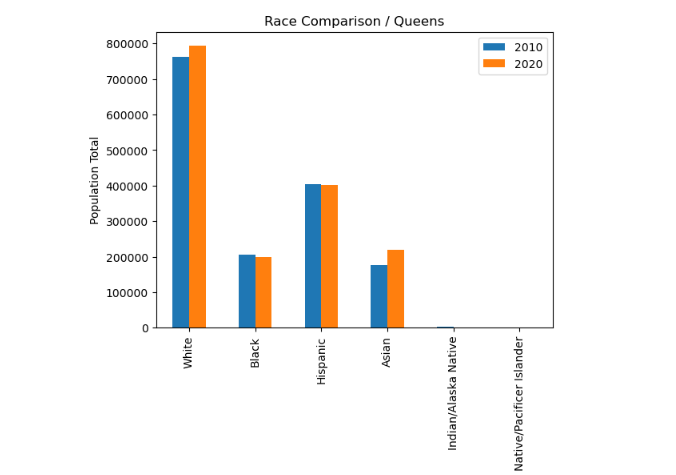 Race Comparison / Queens
2010
2020
Population Total
800000
700000
600000
500000
400000
300000
200000
100000
0
White
Black
Hispanic
Asian
Indian/Alaska Native
Native/Pacificer Islander